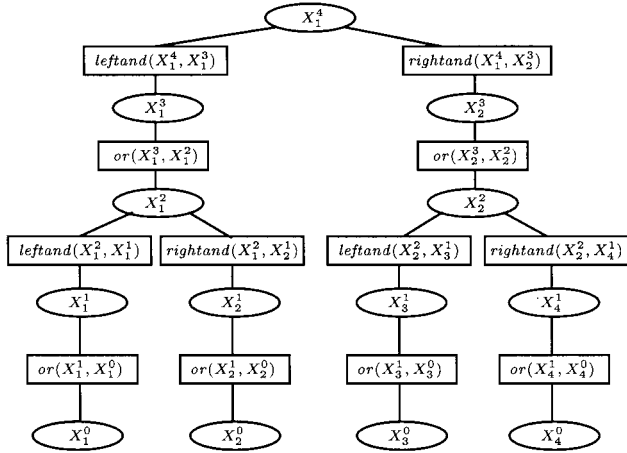 X_1^4
leftand(X_1^4, X_1^3) rightand(X_1^4, X_2^3)
X_1^3 X_2^3
or(X_1^3, X_1^2) or(X_2^3, X_2^2)
X_1^2 X_2^2
leftand(X_1^2, X_1^1) rightand(X_1^2, X_2^1) leftand(X_2^2, X_3^1) rightand(X_2^2, X_4^1)
X_1^1 X_2^1 X_3^1 X_4^1
or(X_1^1, X_1^0) or(X_2^1, X_2^0) or(X_3^1, X_3^0) or(X_4^1, X_4^0)
X_1^0 X_2^0 X_3^0 X_4^0